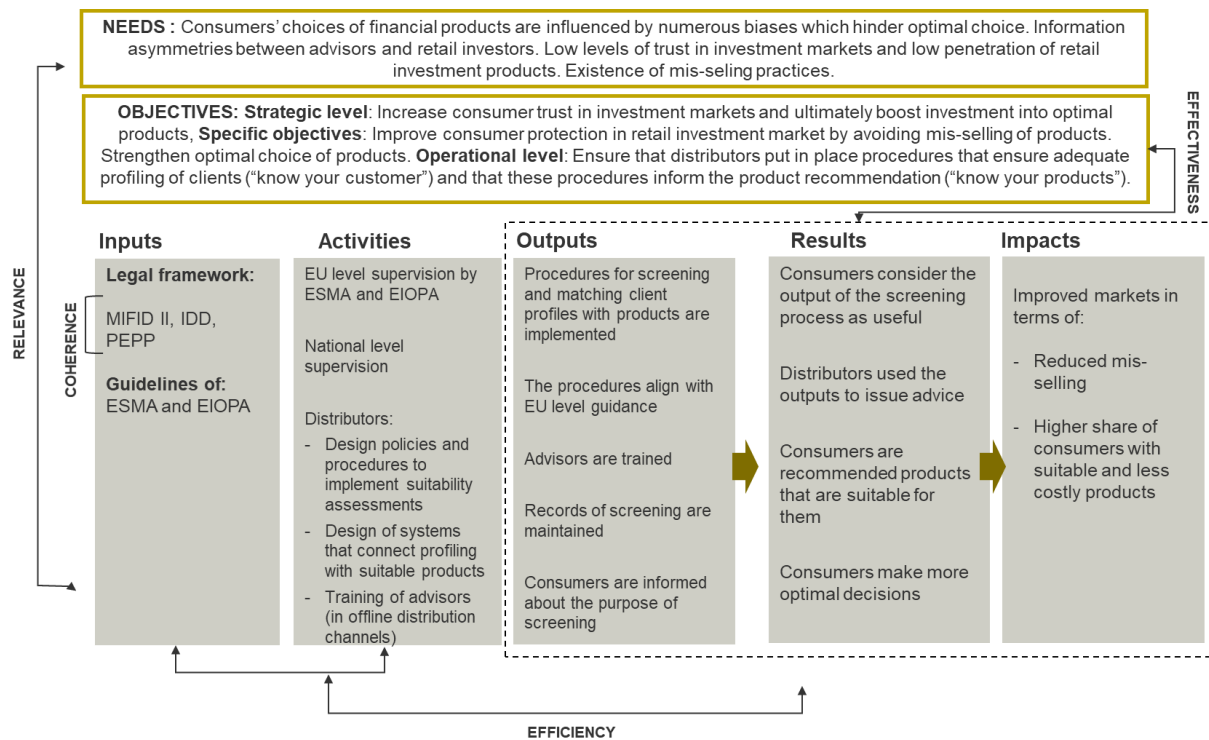 NEEDS : Consumers' choices of financial products are influenced by numerous biases which hinder optimal choice. Information
asymmetries between advisors and retail investors. Low levels of trust in investment markets and low penetration of retail
investment products. Existence of mis-seling practices.
OBJECTIVES: Strategic level: Increase consumer trust in investment markets and ultimately boost investment into optimal
products, Specific objectives: Improve consumer protection in retail investment market by avoiding mis-selling of products.
Strengthen optimal choice of products. Operational level: Ensure that distributors put in place procedures that ensure adequate
profiling of clients ("know your customer") and that these procedures inform the product recommendation ("know your products").
EFFECTIVENESS
RELEVANCE
COHERENCE
Inputs
Legal framework:
MIFID II, IDD,
PEPP
Guidelines of:
ESMA and EIOPA
Activities
EU level supervision by
ESMA and EIOPA
National level
supervision
Distributors:
- Design policies and
procedures to
implement suitability
assessments
- Design of systems
that connect profiling
with suitable products
- Training of advisors
(in offline distribution
channels)
Outputs
Procedures for screening
and matching client
profiles with products are
implemented
The procedures align with
EU level guidance
Advisors are trained
Records of screening are
maintained
Consumers are informed
about the purpose of
screening
Results
Consumers consider the
output of the screening
process as useful
Distributors used the
outputs to issue advice
Consumers are
recommended products
that are suitable for
them
Consumers make more
optimal decisions
Impacts
Improved markets in
terms of:
- Reduced mis-
selling
- Higher share of
consumers with
suitable and less
costly products
EFFICIENCY